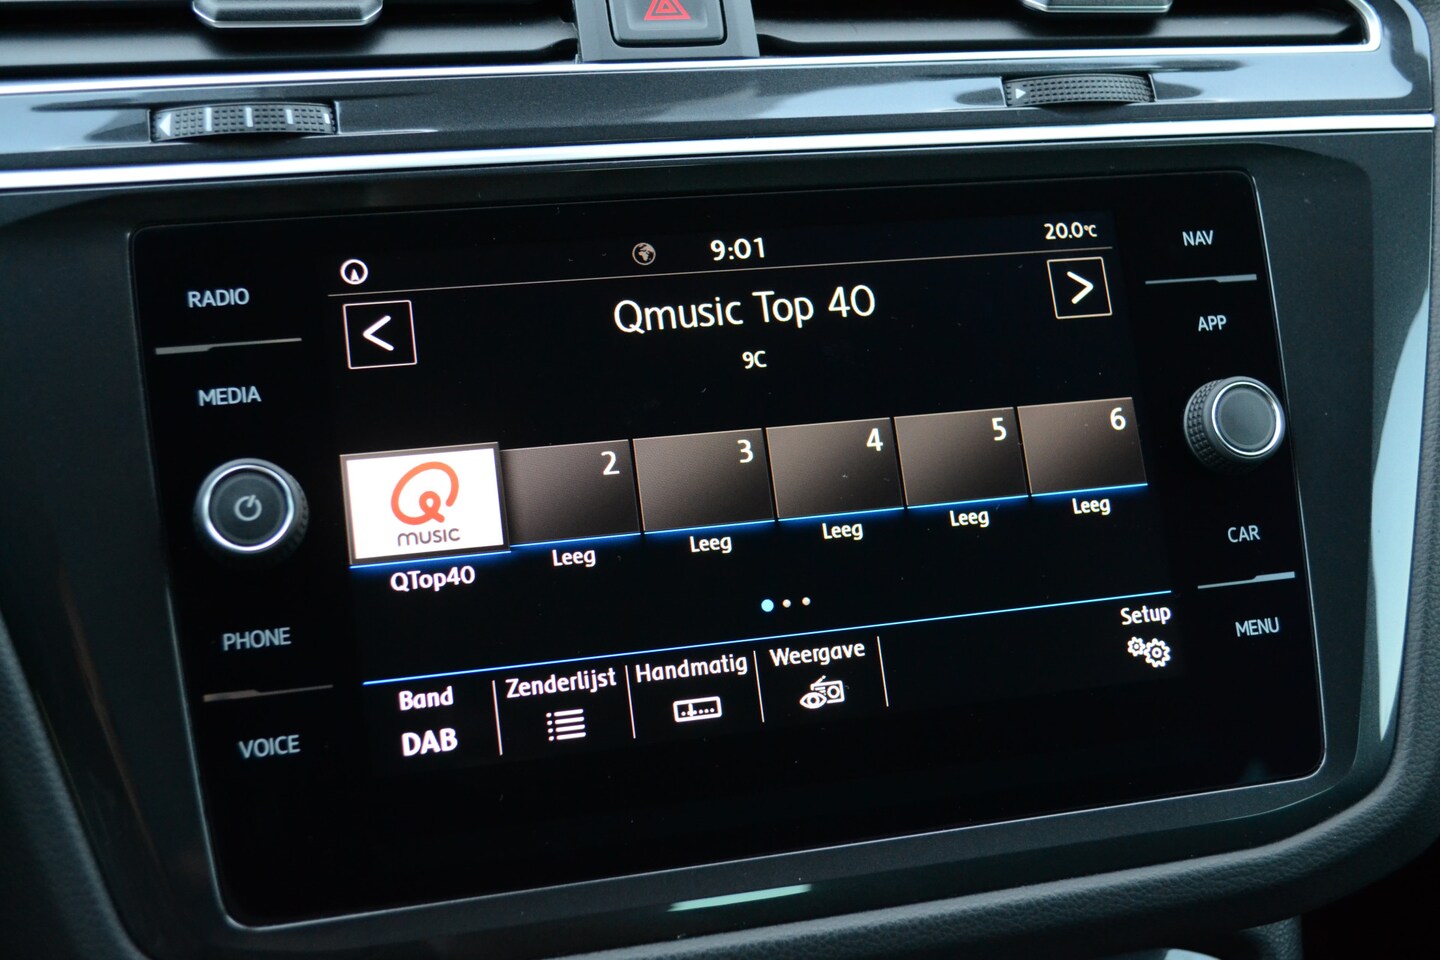 9:01
20.0°C
RADIO
MEDIA
PHONE
VOICE
Qmusic Top 40
9C
MUSIC
QTop40
2
Leeg
3
Leeg
4
Leeg
5
Leeg
6
Leeg
Band
DAB
Zenderlijst
Handmatig
Weergave
Setup
NAV
APP
CAR
MENU